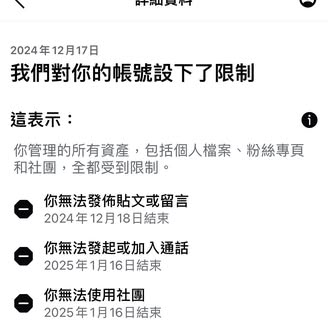 詳細資料
2024年12月17日
我們對你的帳號設下了限制
這表示：
你管理的所有資產，包括個人檔案、粉絲專頁
和社團，全都受到限制。
你無法發佈貼文或留言
2024年12月18日結束
你無法發起或加入通話
2025年1月16日結束
你無法使用社團
2025年1月16日結束